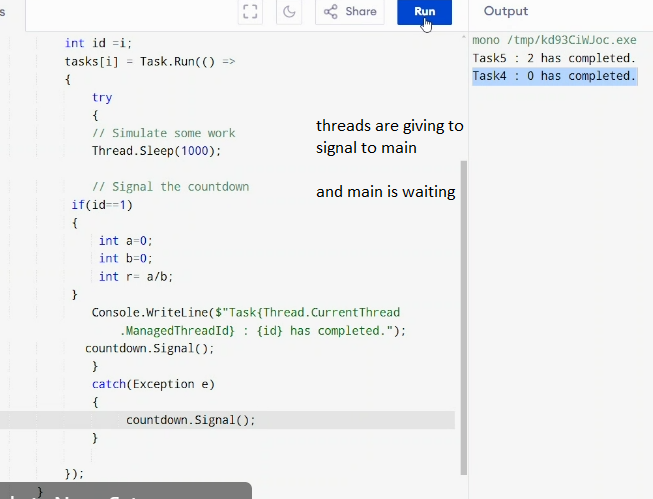 s
Share
Run
Output
int id =i;
tasks[i] = Task.Run(() =>
{
try
{
// Simulate some work
Thread.Sleep(1000);
// Signal the countdown
if(id==1)
{
int a=0;
int b=0;
int r= a/b;
}
Console.WriteLine($"Task{Thread.CurrentThread
.ManagedThreadId} : {id} has completed.");
countdown.Signal();
}
catch(Exception e)
{
countdown.Signal();
}
});
}
threads are giving to
signal to main
and main is waiting
mono /tmp/kd93CiWJoc.exe
Task5 : 2 has completed.
Task4 : 0 has completed.